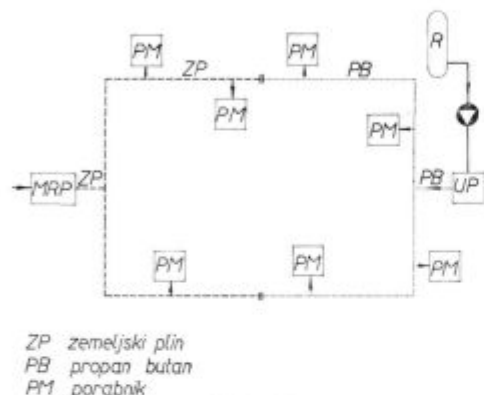 PM
PM
R
ZP
PB
PM
PM
MRP
ZP
PB
UP
PM
PM
PM
ZP zemeljski plin
PB propan butan
PM porabnik